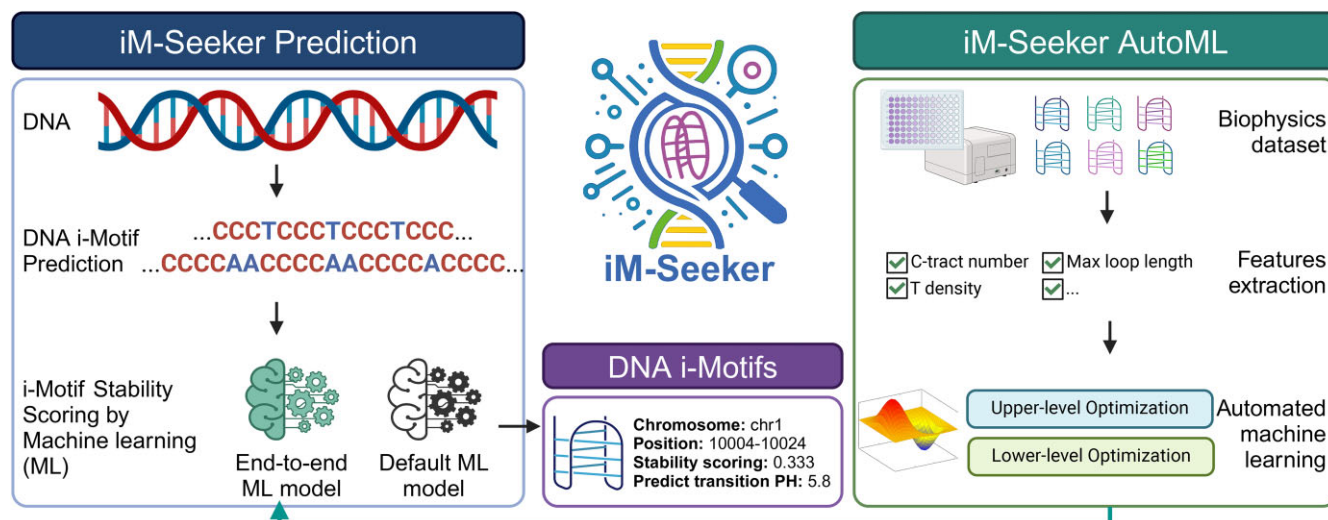 iM-Seeker Prediction
DNA
DNA i-Motif
Prediction
...CCCTCCCTCCCTCCC...
...CCCCAACCCCAACCCCACCCC...
i-Motif Stability
Scoring by
Machine learning
(ML)
End-to-end
ML model
Default ML
model
iM-Seeker
DNA i-Motifs
Chromosome: chr1
Position: 10004-10024
Stability scoring: 0.333
Predict transition PH: 5.8
iM-Seeker AutoML
Biophysics
dataset
C-tract number
Max loop length
T density
...
Features
extraction
Upper-level Optimization
Lower-level Optimization
Automated
machine
learning